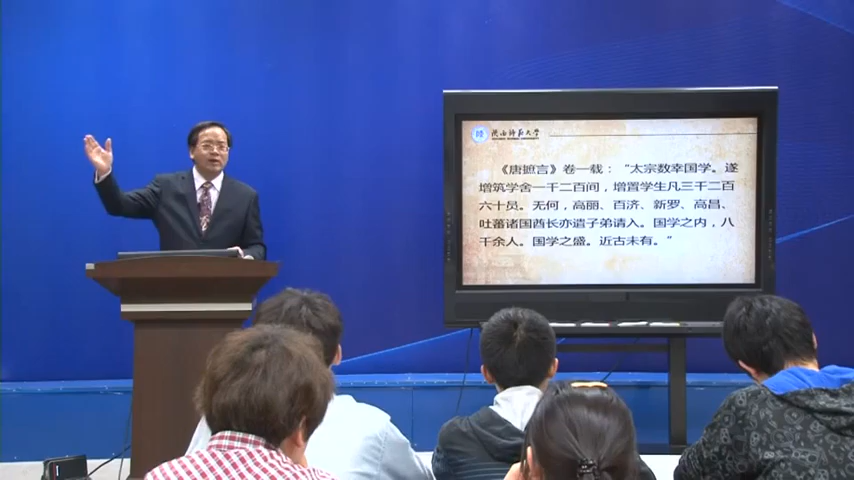 陕西师范大学
《唐摭言》卷一载：“太宗数幸国学。遂
增筑学舍一千二百间，增置学生凡三千二百
六十员。无何，高丽、百济、新罗、高昌、
吐蕃诸国酋长亦遣子弟请入。国学之内，八
千余人。国学之盛。近古未有。”